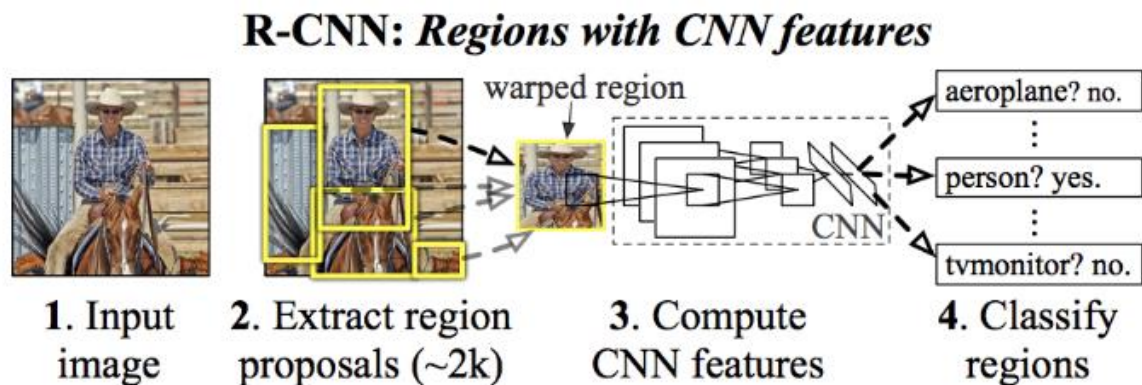 R-CNN: Regions with CNN features
warped region
aeroplane? no.
person? yes.
tvmonitor? no.
CNN
1. Input
image
2. Extract region
proposals (~2k)
3. Compute
CNN features
4. Classify
regions